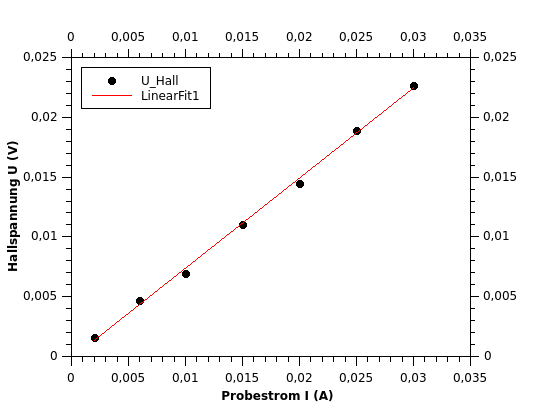 0 0,005 0,01 0,015 0,02 0,025 0,03 0,035
0,025 0,025
U_Hall
LinearFit1
0,02 0,02
0,015 0,015
Hallspannung U (V)
0,01 0,01
0,005 0,005
0 0
0 0,005 0,01 0,015 0,02 0,025 0,03 0,035
Probestrom I (A)